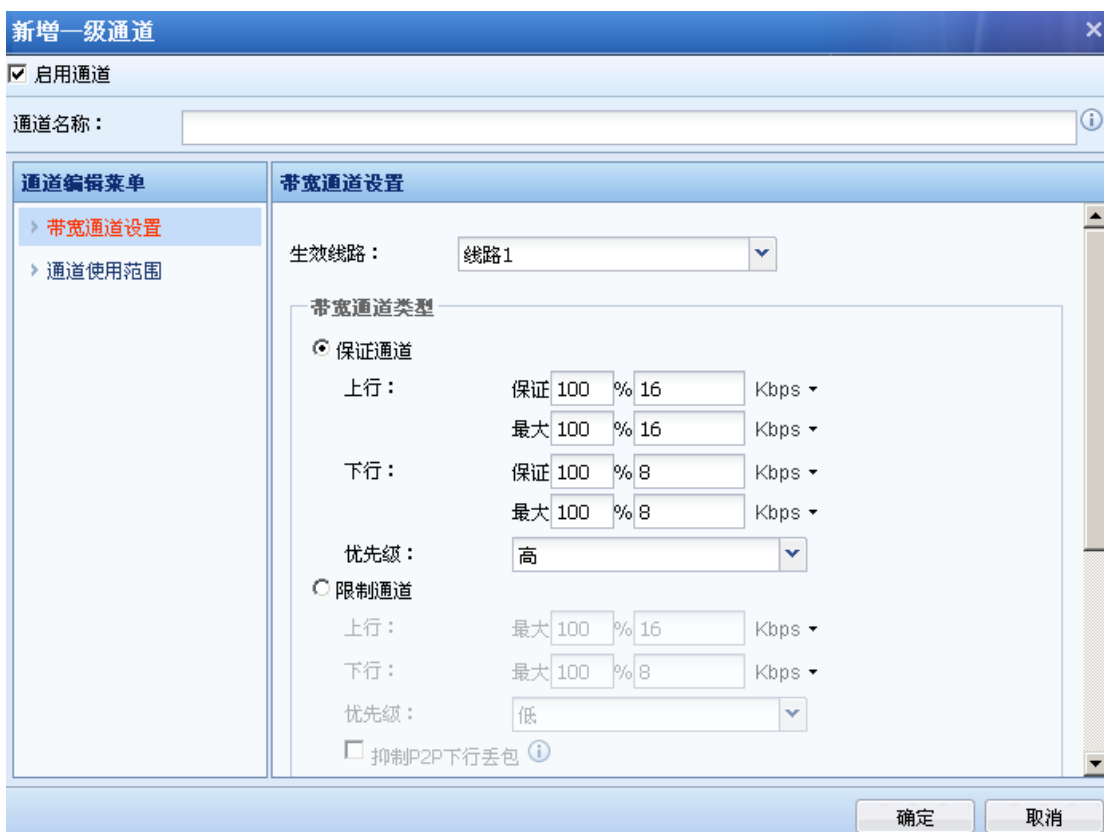 新增一级通道
启用通道
通道名称：
通道编辑菜单
带宽通道设置
通道使用范围
带宽通道设置
生效线路： 线路1
带宽通道类型
保证通道
上行： 保证 100 % 16 Kbps
最大 100 % 16 Kbps
下行： 保证 100 % 8 Kbps
最大 100 % 8 Kbps
优先级： 高
限制通道
上行： 最大 100 % 16 Kbps
下行： 最大 100 % 8 Kbps
优先级： 低
抑制P2P下行丢包
确定 取消